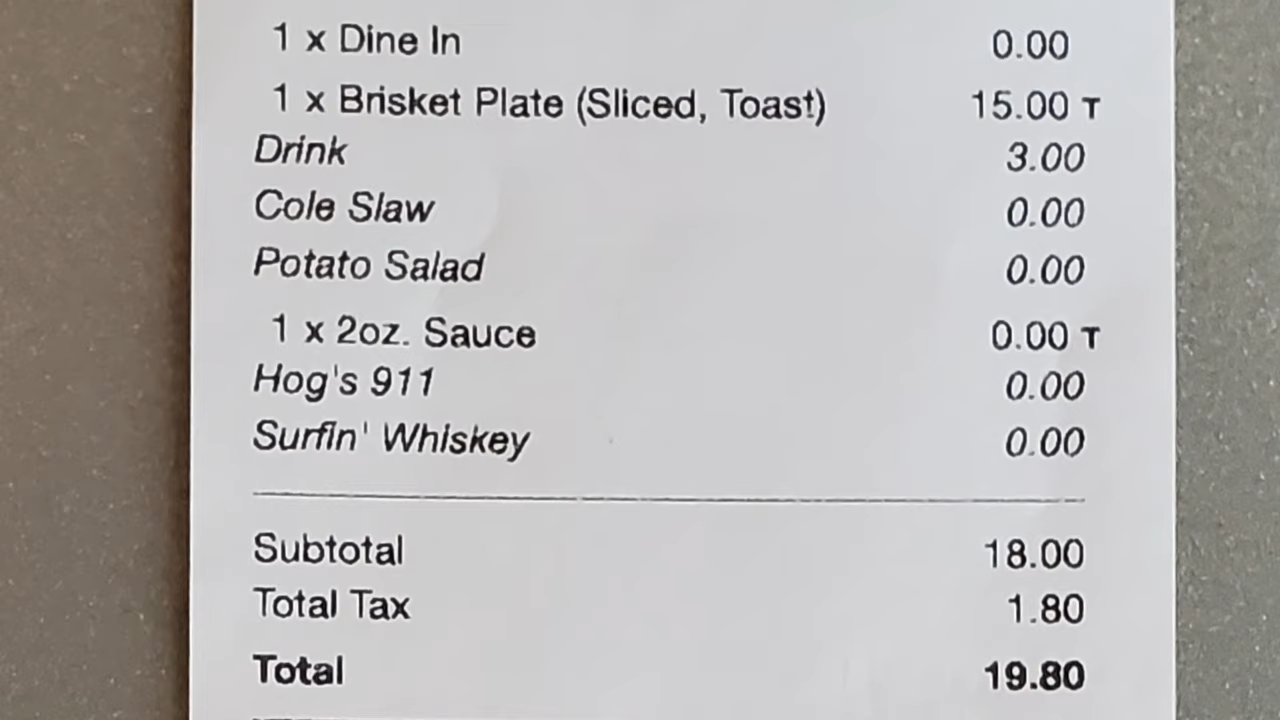 1 x Dine In 0.00
1 x Brisket Plate (Sliced, Toast) 15.00 T
Drink 3.00
Cole Slaw 0.00
Potato Salad 0.00
1 x 2oz. Sauce 0.00 T
Hog's 911 0.00
Surfin' Whiskey 0.00
Subtotal 18.00
Total Tax 1.80
Total 19.80